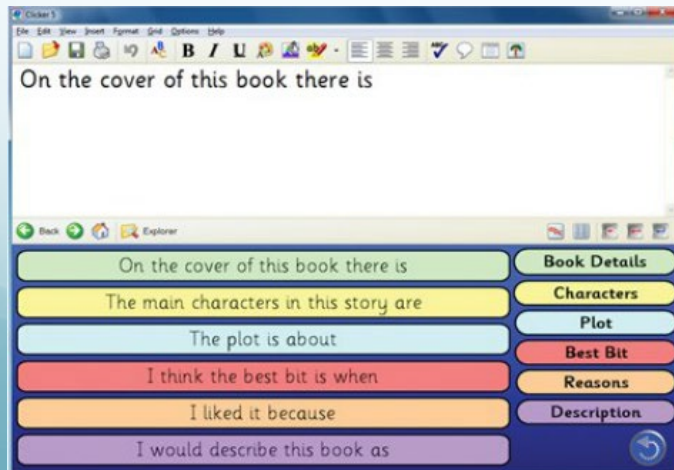 Clicker 5
File Edit View Insert Format Grid Options Help
B I U
On the cover of this book there is
Back Explorer
On the cover of this book there is
Book Details
The main characters in this story are
Characters
The plot is about
Plot
I think the best bit is when
Best Bit
I liked it because
Reasons
I would describe this book as
Description